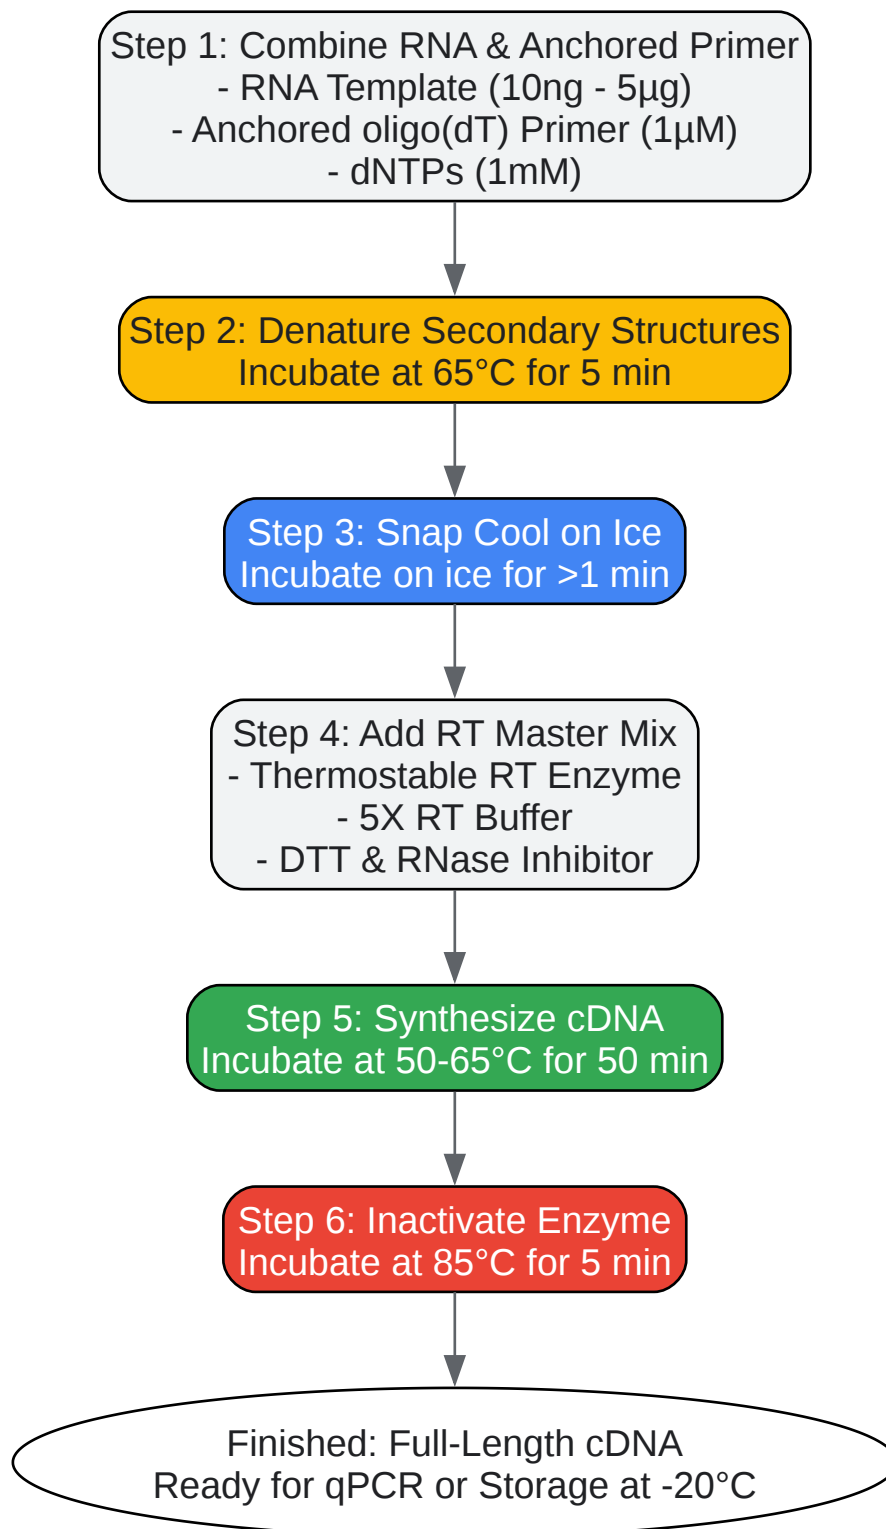 Step 1: Combine RNA & Anchored Primer
- RNA Template (10ng - 5µg)
- Anchored oligo(dT) Primer (1µM)
- dNTPs (1mM)
Step 2: Denature Secondary Structures
Incubate at 65°C for 5 min
Step 3: Snap Cool on Ice
Incubate on ice for >1 min
Step 4: Add RT Master Mix
- Thermostable RT Enzyme
- 5X RT Buffer
- DTT & RNase Inhibitor
Step 5: Synthesize cDNA
Incubate at 50-65°C for 50 min
Step 6: Inactivate Enzyme
Incubate at 85°C for 5 min
Finished: Full-Length cDNA
Ready for qPCR or Storage at -20°C